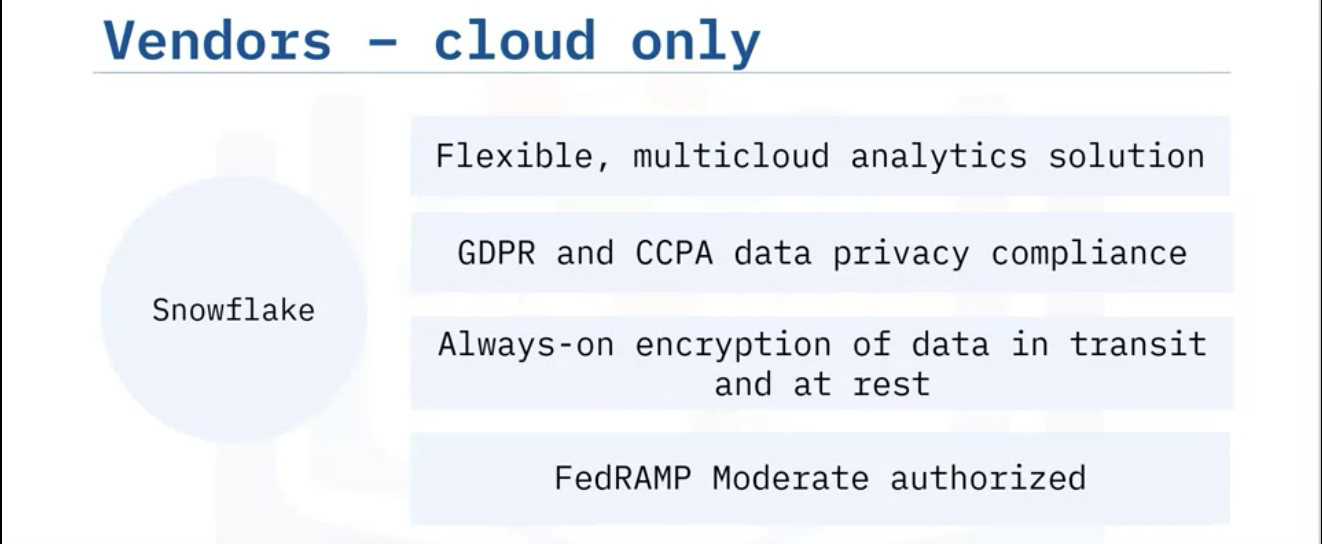 Vendors – cloud only
Flexible, multicloud analytics solution
GDPR and CCPA data privacy compliance
Snowflake
Always-on encryption of data in transit
and at rest
FedRAMP Moderate authorized